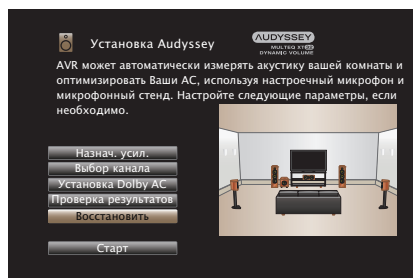 Установка Audyssey
AUDYSSEY
MULTEQ XT32
DYNAMIC VOLUME
AVR может автоматически измерять акустику вашей комнаты и
оптимизировать Ваши АС, используя настроечный микрофон и
микрофонный стенд. Настройте следующие параметры, если
необходимо.
Назнач. усил.
Выбор канала
Установка Dolby АС
Проверка результатов
Восстановить
Старт